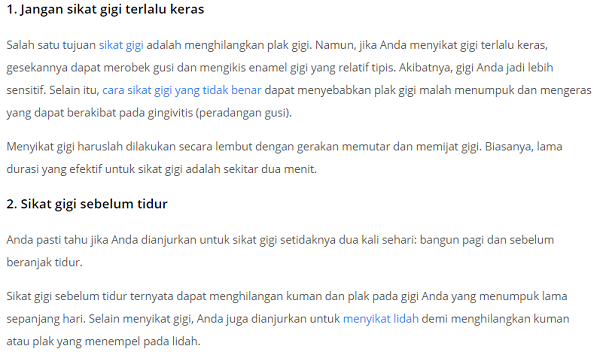 1. Jangan sikat gigi terlalu keras
Salah satu tujuan sikat gigi adalah menghilangkan plak gigi. Namun, jika Anda menyikat gigi terlalu keras,
gesekannya dapat merobek gusi dan mengikis enamel gigi yang relatif tipis. Akibatnya, gigi Anda jadi lebih
sensitif. Selain itu, cara sikat gigi yang tidak benar dapat menyebabkan plak gigi malah menumpuk dan mengeras
yang dapat berakibat pada gingivitis (peradangan gusi).
Menyikat gigi haruslah dilakukan secara lembut dengan gerakan memutar dan memijat gigi. Biasanya, lama
durasi yang efektif untuk sikat gigi adalah sekitar dua menit.
2. Sikat gigi sebelum tidur
Anda pasti tahu jika Anda dianjurkan untuk sikat gigi setidaknya dua kali sehari: bangun pagi dan sebelum
beranjak tidur.
Sikat gigi sebelum tidur ternyata dapat menghilangan kuman dan plak pada gigi Anda yang menumpuk lama
sepanjang hari. Selain menyikat gigi, Anda juga dianjurkan untuk menyikat lidah demi menghilangkan kuman
atau plak yang menempel pada lidah.